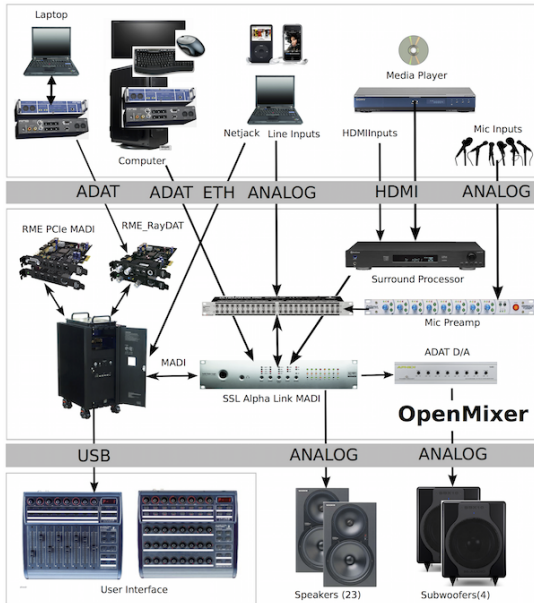 Laptop
Media Player
Computer
Netjack
Line Inputs
HDMIInputs
Mic Inputs
ADAT
ADAT
ETH
ANALOG
HDMI
ANALOG
RME PCIe MADI
RME_RayDAT
Surround Processor
Mic Preamp
MADI
SSL Alpha Link MADI
ADAT D/A
OpenMixer
USB
ANALOG
ANALOG
User Interface
Speakers (23)
Subwoofers(4)